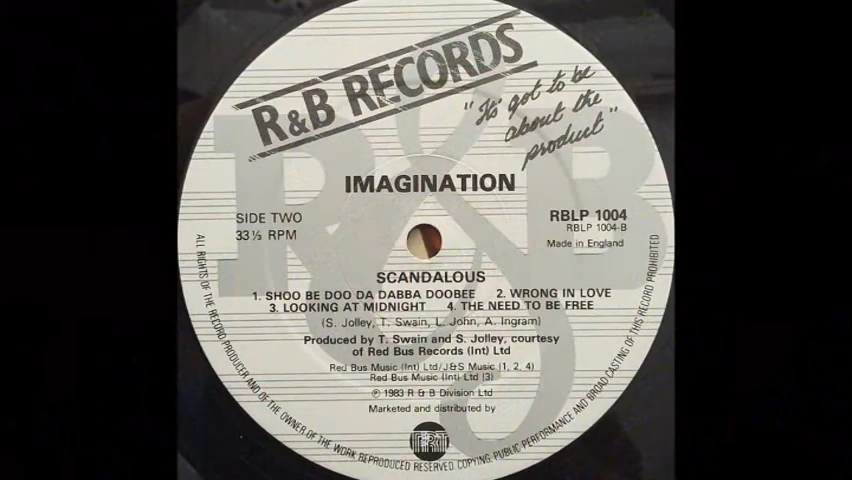 R&B RECORDS
"It's got to be
about the
product"
IMAGINATION
SIDE TWO
33⅓ RPM
RBLP 1004
RBLP 1004-B
Made in England
SCANDALOUS
1. SHOO BE DOO DA DABBA DOOBEE 2. WRONG IN LOVE
3. LOOKING AT MIDNIGHT 4. THE NEED TO BE FREE
(S. Jolley, T. Swain, L. John, A. Ingram)
Produced by T. Swain and S. Jolley, courtesy
of Red Bus Records (Int) Ltd
Red Bus Music (Int) Ltd/J&S Music (1, 2, 4)
Red Bus Music (Int) Ltd (3)
℗ 1983 R & B Division Ltd
Marketed and distributed by
PRT
ALL RIGHTS OF THE RECORD PRODUCER AND OF THE OWNER OF THE WORK REPRODUCED RESERVED. COPYING, PUBLIC PERFORMANCE AND BROADCASTING OF THIS RECORD PROHIBITED
R&B